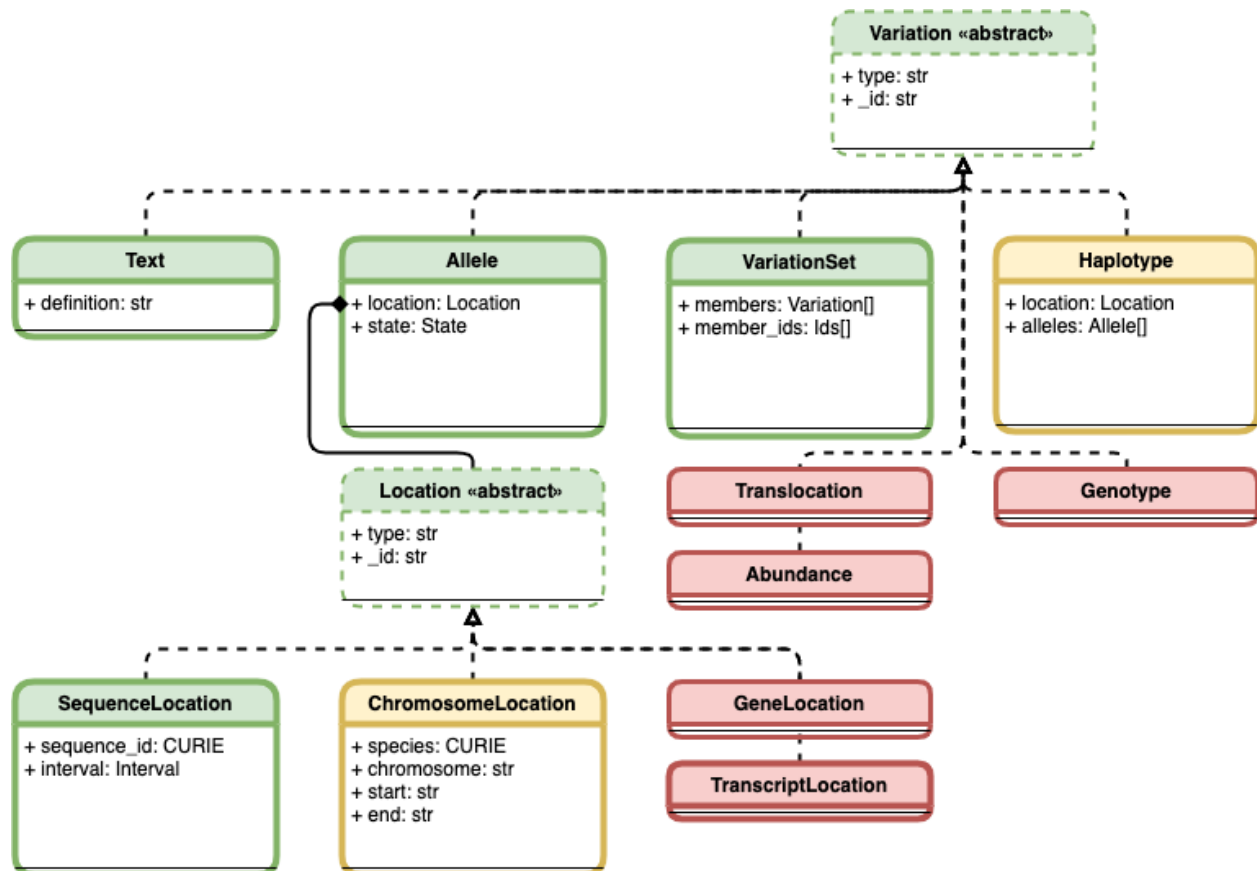 Variation «abstract»
+ type: str
+ _id: str
Text
+ definition: str
Allele
+ location: Location
+ state: State
VariationSet
+ members: Variation[]
+ member_ids: Ids[]
Haplotype
+ location: Location
+ alleles: Allele[]
Location «abstract»
+ type: str
+ _id: str
Translocation
Genotype
Abundance
SequenceLocation
+ sequence_id: CURIE
+ interval: Interval
ChromosomeLocation
+ species: CURIE
+ chromosome: str
+ start: str
+ end: str
GeneLocation
TranscriptLocation